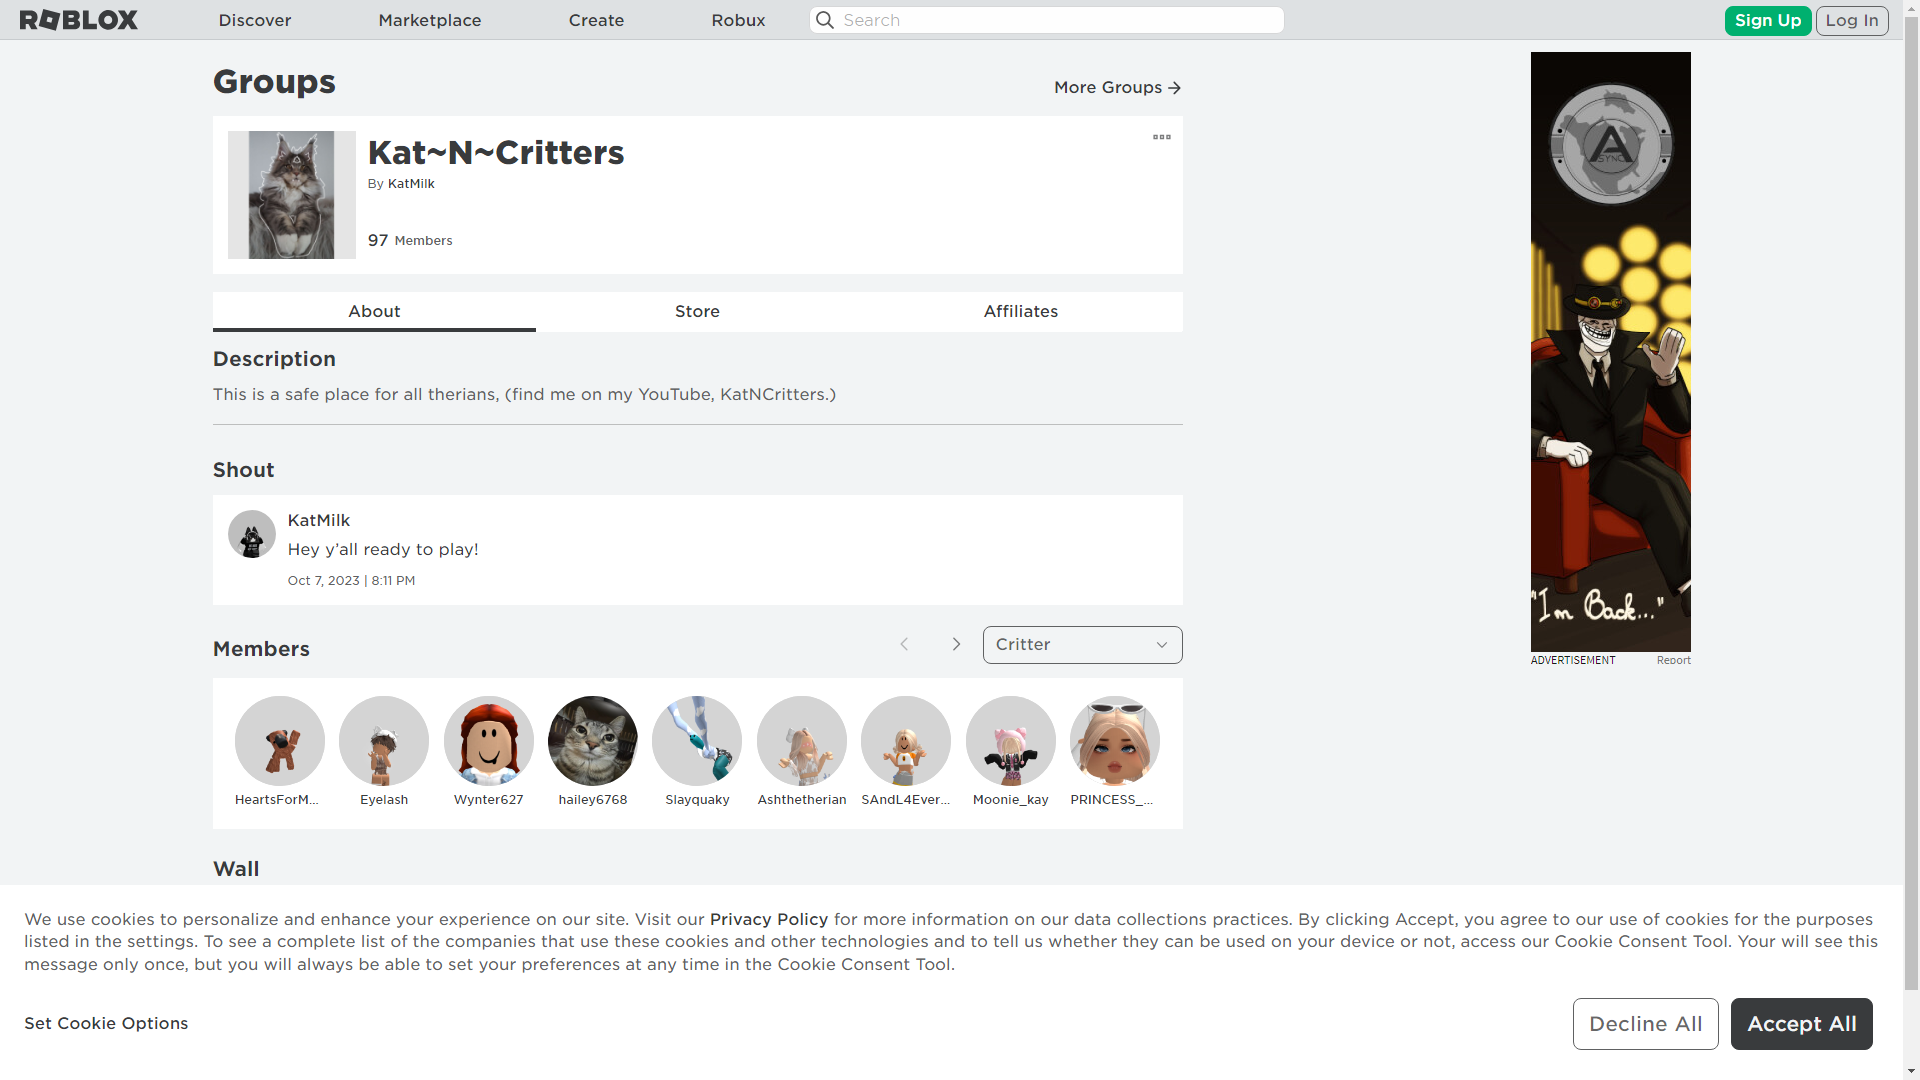 ROBLOX
Discover
Marketplace
Create
Robux
Search
Sign Up
Log In
Groups
More Groups
Kat~N~Critters
By KatMilk
97 Members
About
Store
Affiliates
Description
This is a safe place for all therians, (find me on my YouTube, KatNCritters.)
Shout
KatMilk
Hey y’all ready to play!
Oct 7, 2023 | 8:11 PM
Members
Critter
HeartsForM...
Eyelash
Wynter627
hailey6768
Slayquaky
Ashthetherian
SAndL4Ever...
Moonie_kay
PRINCESS_...
Wall
A
SYNC
"I'm Back..."
ADVERTISEMENT
Report
We use cookies to personalize and enhance your experience on our site. Visit our Privacy Policy for more information on our data collections practices. By clicking Accept, you agree to our use of cookies for the purposes
listed in the settings. To see a complete list of the companies that use these cookies and other technologies and to tell us whether they can be used on your device or not, access our Cookie Consent Tool. Your will see this
message only once, but you will always be able to set your preferences at any time in the Cookie Consent Tool.
Set Cookie Options
Decline All
Accept All